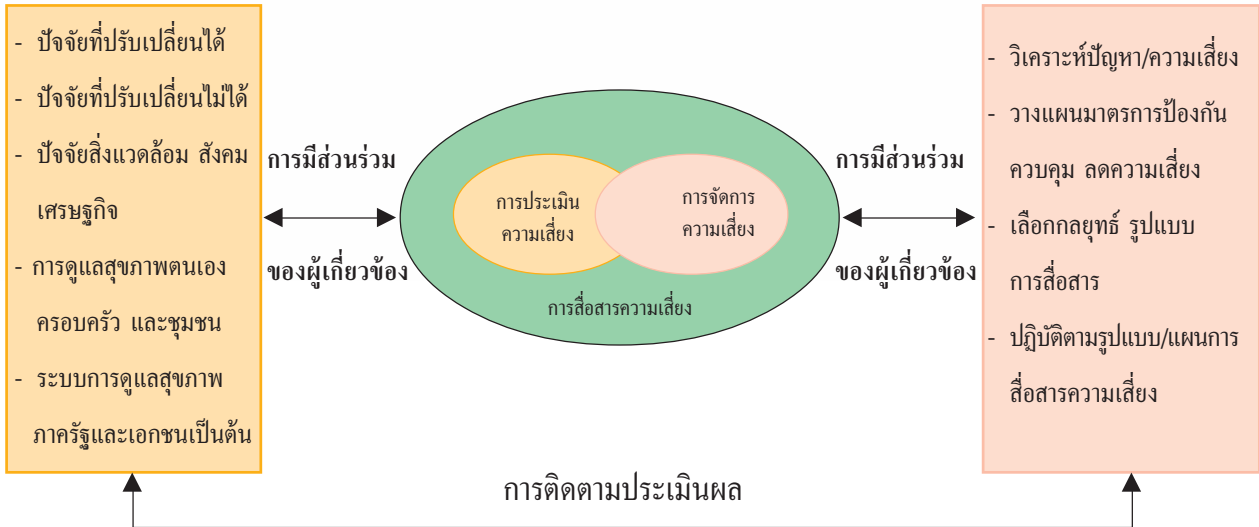 - ปัจจัยที่ปรับเปลี่ยนได้
- ปัจจัยที่ปรับเปลี่ยนไม่ได้
- ปัจจัยสิ่งแวดล้อม สังคม
เศรษฐกิจ
- การดูแลสุขภาพตนเอง
ครอบครัว และชุมชน
- ระบบการดูแลสุขภาพ
ภาครัฐและเอกชนเป็นต้น
การมีส่วนร่วม
ของผู้เกี่ยวข้อง
การประเมิน
ความเสี่ยง
การจัดการ
ความเสี่ยง
การสื่อสารความเสี่ยง
การมีส่วนร่วม
ของผู้เกี่ยวข้อง
- วิเคราะห์ปัญหา/ความเสี่ยง
- วางแผนมาตรการป้องกัน
ควบคุม ลดความเสี่ยง
- เลือกกลยุทธ์ รูปแบบ
การสื่อสาร
- ปฏิบัติตามรูปแบบ/แผนการ
สื่อสารความเสี่ยง
การติดตามประเมินผล